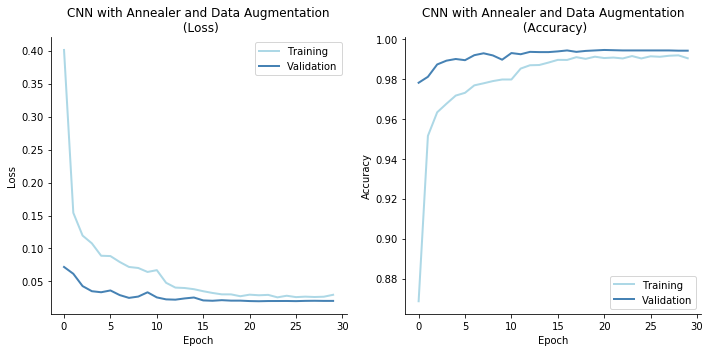 CNN with Annealer and Data Augmentation
(Loss)
0.40
0.35
0.30
0.25
0.20
0.15
0.10
0.05
Loss
Training
Validation
0
5
10
15
20
25
30
Epoch
CNN with Annealer and Data Augmentation
(Accuracy)
1.00
0.98
0.96
0.94
0.92
0.90
0.88
Accuracy
Training
Validation
0
5
10
15
20
25
30
Epoch